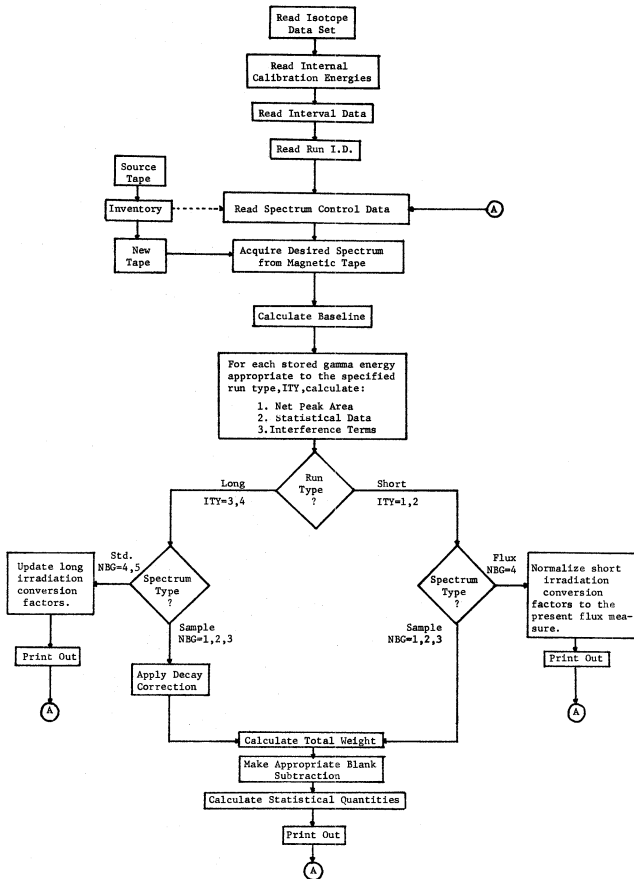 Read Isotope
Data Set
Read Internal
Calibration Energies
Read Interval Data
Read Run I.D.
Source
Tape
Inventory
Read Spectrum Control Data
A
New
Tape
Acquire Desired Spectrum
from Magnetic Tape
Calculate Baseline
For each stored gamma energy
appropriate to the specified
run type,ITY,calculate:
1. Net Peak Area
2. Statistical Data
3.Interference Terms
Long
ITY=3,4
Run
Type
?
Short
ITY=1,2
Update long
irradiation
conversion
factors.
Std.
NBG=4,5
Spectrum
Type
?
Sample
NBG=1,2,3
Spectrum
Type
?
Flux
NBG=4
Sample
NBG=1,2,3
Normalize short
irradiation
conversion
factors to the
present flux mea-
sure.
Print Out
A
Apply Decay
Correction
Print Out
A
Calculate Total Weight
Make Appropriate Blank
Subtraction
Calculate Statistical Quantities
Print Out
A